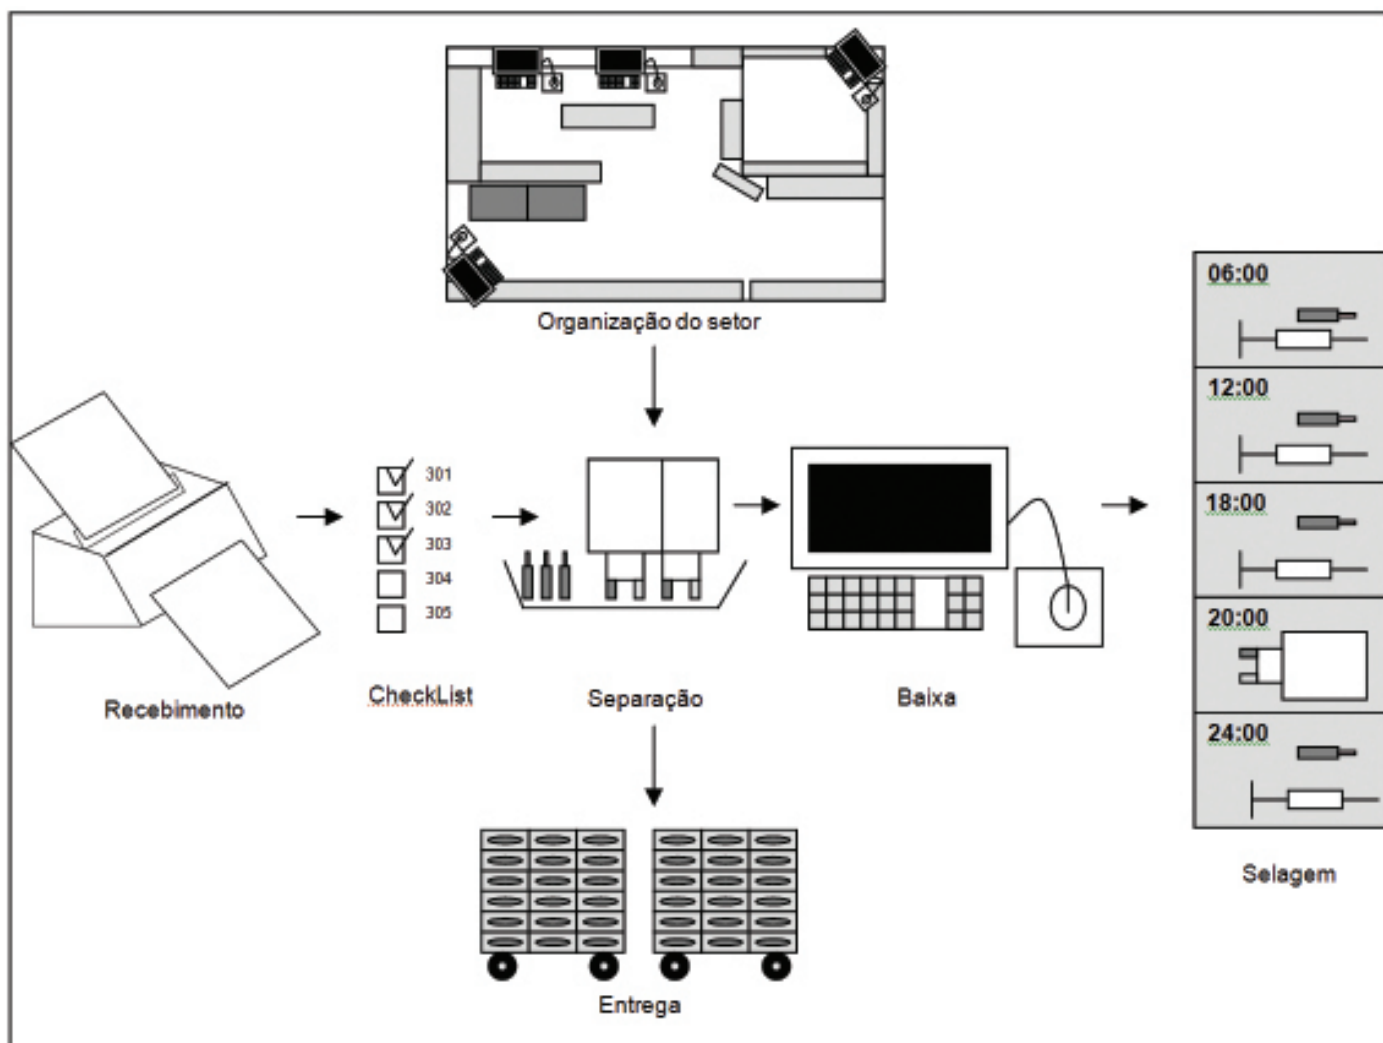 Organização do setor
301
302
303
304
305
Recebimento
CheckList
Separação
Baixa
06:00
12:00
18:00
20:00
24:00
Selagem
Entrega